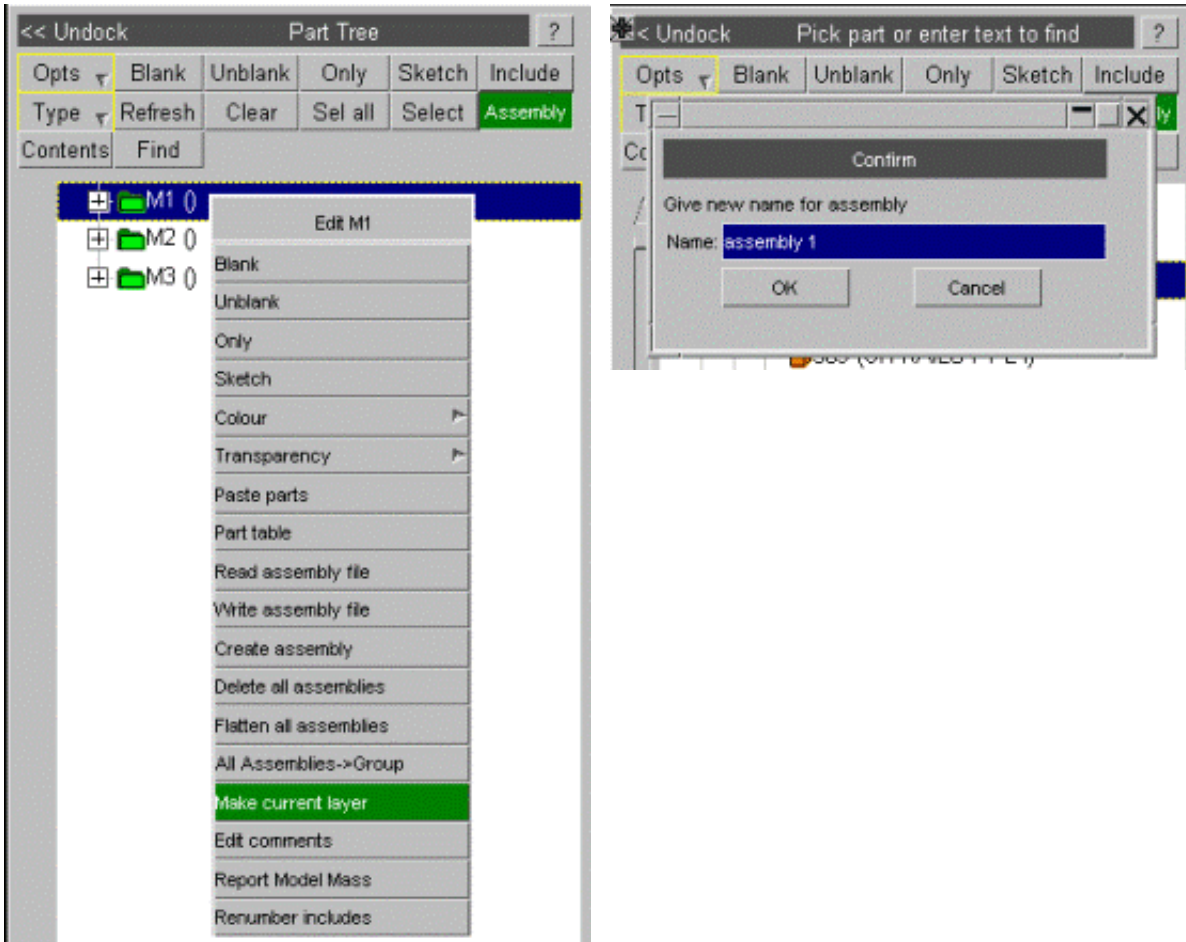 << Undock Part Tree ?
Opts Blank Unblank Only Sketch Include
Type Refresh Clear Sel all Select Assembly
Contents Find
M1 ()
M2 ()
M3 ()
Edit M1
Blank
Unblank
Only
Sketch
Colour
Transparency
Paste parts
Part table
Read assembly file
Write assembly file
Create assembly
Delete all assemblies
Flatten all assemblies
All Assemblies->Group
Make current layer
Edit comments
Report Model Mass
Renumber includes
< Undock Pick part or enter text to find ?
Opts Blank Unblank Only Sketch Include
Confirm
Give new name for assembly
Name: assembly 1
OK Cancel